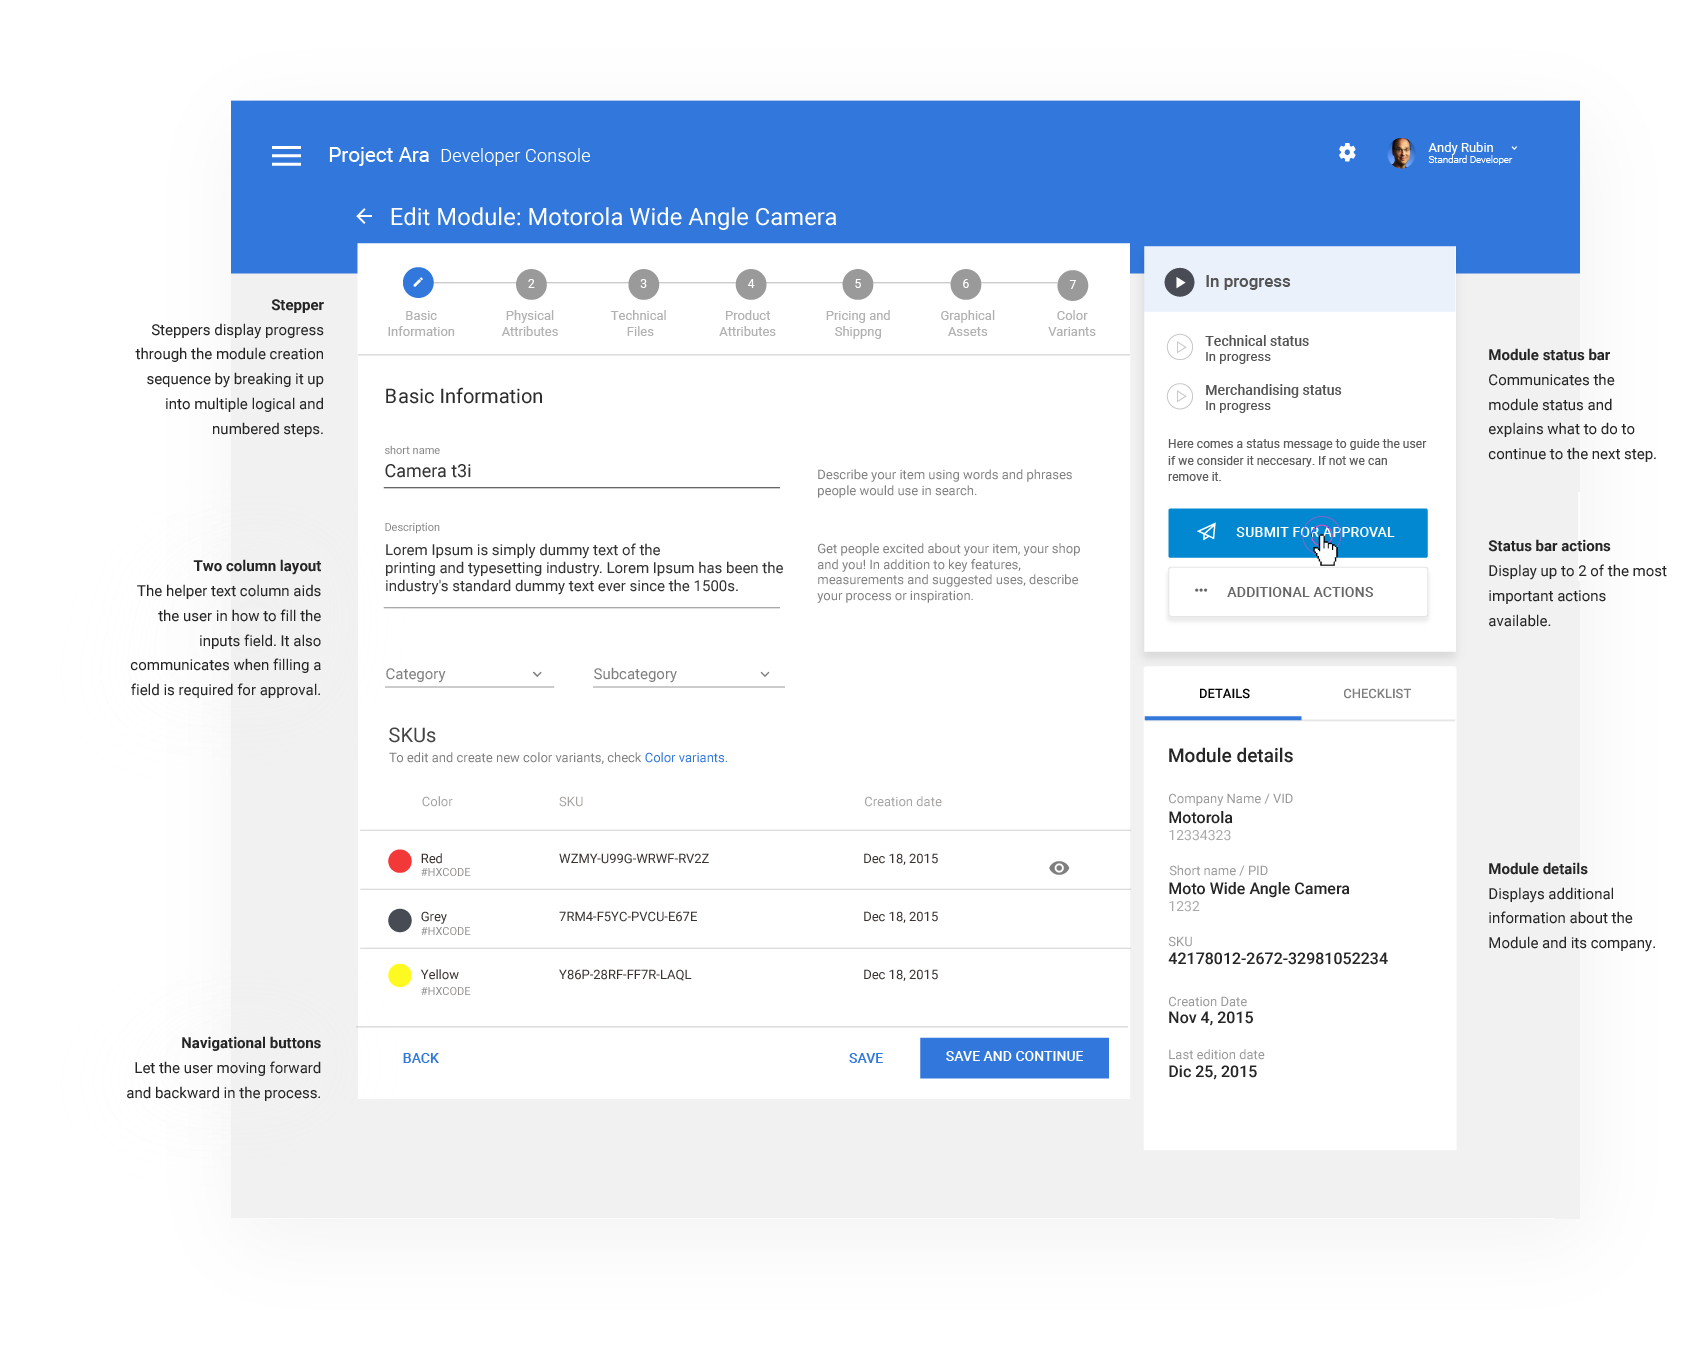 Project Ara Developer Console
Andy Rubin
Standard Developer
Edit Module: Motorola Wide Angle Camera
Stepper
Steppers display progress
through the module creation
sequence by breaking it up
into multiple logical and
numbered steps.
Two column layout
The helper text column aids
the user in how to fill the
inputs field. It also
communicates when filling a
field is required for approval.
Navigational buttons
Let the user moving forward
and backward in the process.
2 3 4 5 6 7
Basic
Information
Physical
Attributes
Technical
Files
Product
Attributes
Pricing and
Shippng
Graphical
Assets
Color
Variants
Basic Information
short name
Camera t3i
Describe your item using words and phrases
people would use in search.
Description
Lorem Ipsum is simply dummy text of the
printing and typesetting industry. Lorem Ipsum has been the
industry's standard dummy text ever since the 1500s.
Get people excited about your item, your shop
and you! In addition to key features,
measurements and suggested uses, describe
your process or inspiration.
Category
Subcategory
SKUs
To edit and create new color variants, check Color variants.
Color SKU Creation date
Red WZMY-U99G-WRWF-RV2Z Dec 18, 2015
#HXCODE
Grey 7RM4-F5YC-PVCU-E67E Dec 18, 2015
#HXCODE
Yellow Y86P-28RF-FF7R-LAQL Dec 18, 2015
#HXCODE
BACK SAVE SAVE AND CONTINUE
In progress
Technical status
In progress
Merchandising status
In progress
Here comes a status message to guide the user
if we consider it neccesary. If not we can
remove it.
SUBMIT FOR APPROVAL
ADDITIONAL ACTIONS
DETAILS CHECKLIST
Module details
Company Name / VID
Motorola
12334323
Short name / PID
Moto Wide Angle Camera
1232
SKU
42178012-2672-32981052234
Creation Date
Nov 4, 2015
Last edition date
Dic 25, 2015
Module status bar
Communicates the
module status and
explains what to do to
continue to the next step.
Status bar actions
Display up to 2 of the most
important actions
available.
Module details
Displays additional
information about the
Module and its company.